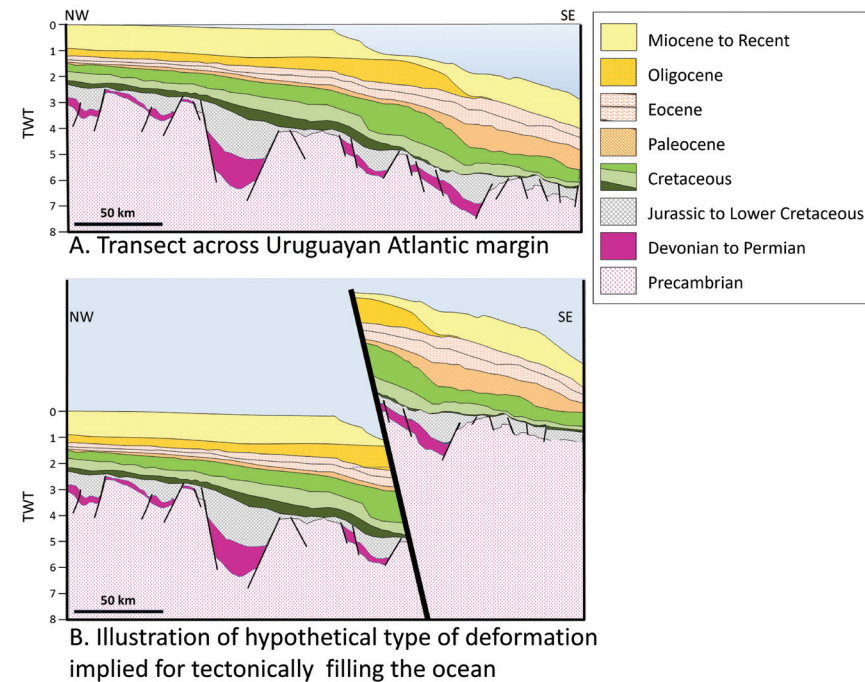 NW
SE
0
1
2
3
4
5
6
7
8
TWT
50 km
A. Transect across Uruguayan Atlantic margin
Miocene to Recent
Oligocene
Eocene
Paleocene
Cretaceous
Jurassic to Lower Cretaceous
Devonian to Permian
Precambrian
NW
SE
0
1
2
3
4
5
6
7
8
TWT
50 km
B. Illustration of hypothetical type of deformation
implied for tectonically filling the ocean